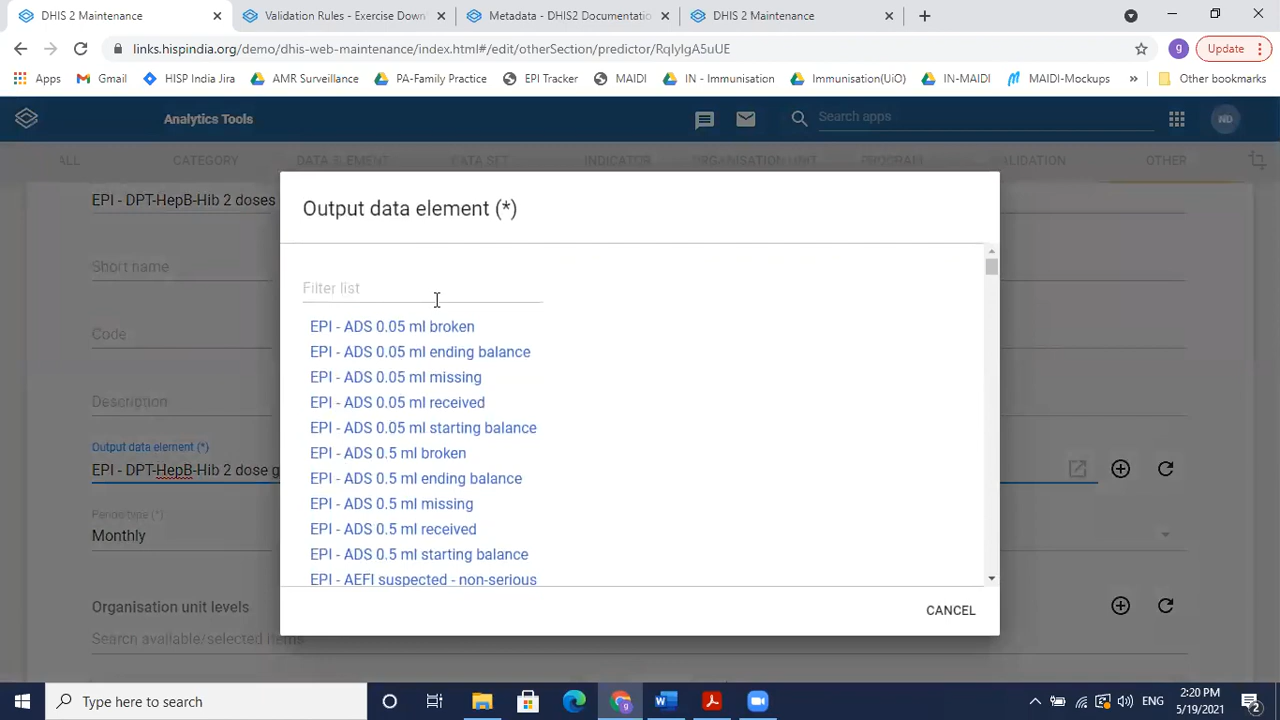 DHIS 2 Maintenance
Validation Rules - Exercise Down
Metadata - DHIS2 Documentatio
DHIS 2 Maintenance
links.hispindia.org/demo/dhis-web-maintenance/index.html#/edit/otherSection/predictor/RqlyIgA5uUE
g
Update
Apps
Gmail
HISP India Jira
AMR Surveillance
PA-Family Practice
EPI Tracker
MAIDI
IN - Immunisation
Immunisation(UiO)
IN-MAIDI
MAIDI-Mockups
»
Other bookmarks
Analytics Tools
Search apps
ND
ALL
CATEGORY
DATA ELEMENT
DATA SET
INDICATOR
ORGANISATION UNIT
PROGRAM
VALIDATION
OTHER
EPI - DPT-HepB-Hib 2 doses
Short name
Code
Description
Output data element (*)
EPI - DPT-HepB-Hib 2 dose g
Period type (*)
Monthly
Organisation unit levels
Search available/selected items
Output data element (*)
Filter list
EPI - ADS 0.05 ml broken
EPI - ADS 0.05 ml ending balance
EPI - ADS 0.05 ml missing
EPI - ADS 0.05 ml received
EPI - ADS 0.05 ml starting balance
EPI - ADS 0.5 ml broken
EPI - ADS 0.5 ml ending balance
EPI - ADS 0.5 ml missing
EPI - ADS 0.5 ml received
EPI - ADS 0.5 ml starting balance
EPI - AEFI suspected - non-serious
CANCEL
Type here to search
ENG
2:20 PM
5/19/2021
2